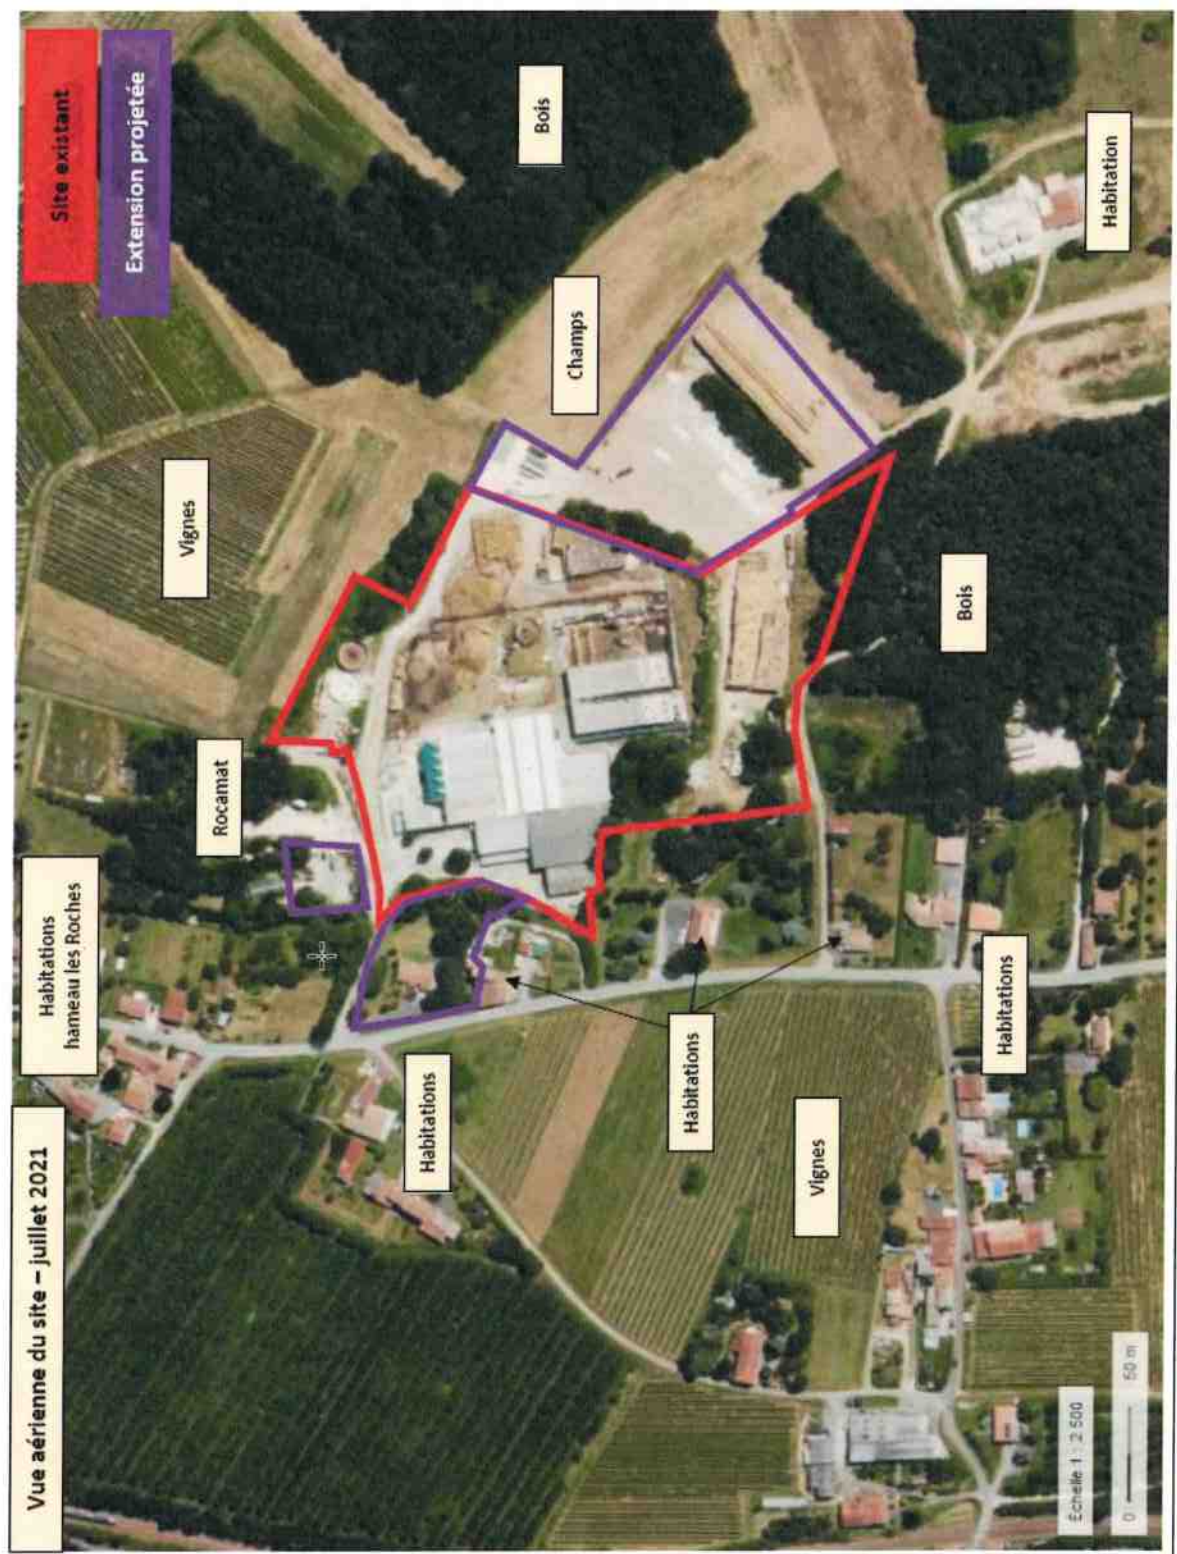 Vue aérienne du site – juillet 2021
Habitations
hameau les Roches
Rocamat
Vignes
Site existant
Extension projetée
Habitations
Champs
Bois
Habitations
Vignes
Habitations
Bois
Habitation
Échelle 1 : 2 500
0 50 m